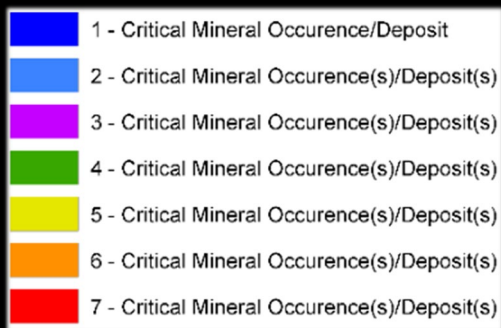 1 - Critical Mineral Occurence/Deposit
2 - Critical Mineral Occurence(s)/Deposit(s)
3 - Critical Mineral Occurence(s)/Deposit(s)
4 - Critical Mineral Occurence(s)/Deposit(s)
5 - Critical Mineral Occurence(s)/Deposit(s)
6 - Critical Mineral Occurence(s)/Deposit(s)
7 - Critical Mineral Occurence(s)/Deposit(s)